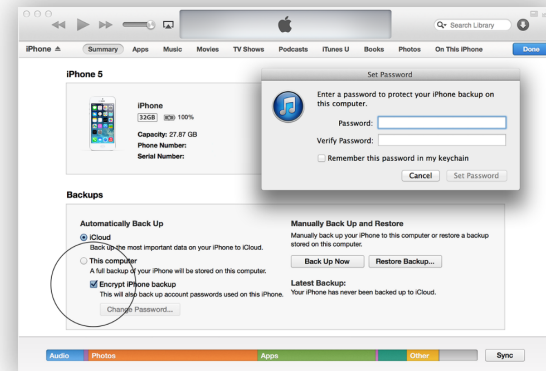 Search Library
iPhone
Summary
Apps
Music
Movies
TV Shows
Podcasts
iTunes U
Books
Photos
On This iPhone
Done
iPhone 5
iPhone
32GB
100%
Capacity: 27.87 GB
Phone Number:
Serial Number:
Set Password
Enter a password to protect your iPhone backup on
this computer.
Password:
Verify Password:
Remember this password in my keychain
Cancel
Set Password
Backups
Automatically Back Up
iCloud
Back up the most important data on your iPhone to iCloud.
This computer
A full backup of your iPhone will be stored on this computer.
Encrypt iPhone backup
This will also back up account passwords used on this iPhone.
Change Password...
Manually Back Up and Restore
Manually back up your iPhone to this computer or restore a backup
stored on this computer.
Back Up Now
Restore Backup...
Latest Backup:
Your iPhone has never been backed up to iCloud.
Audio
Photos
Apps
Other
Sync